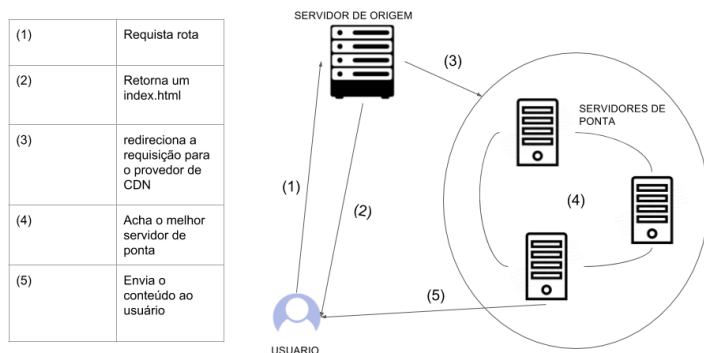 (1) Requista rota
(2) Retorna um
index.html
(3) redireciona a
requisição para
o provedor de
CDN
(4) Acha o melhor
servidor de
ponta
(5) Envia o
conteúdo ao
usuário
SERVIDOR DE ORIGEM
(3)
SERVIDORES DE
PONTA
(1)
(2)
(4)
(5)
USUARIO